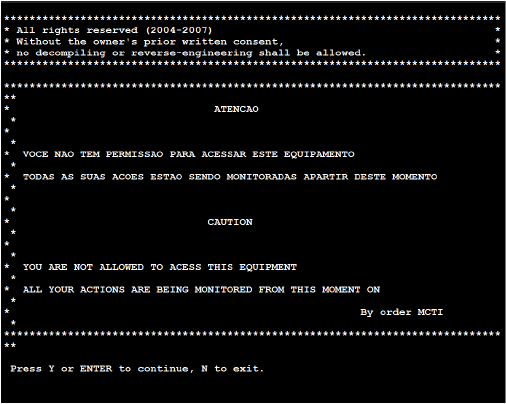 ********************************************************************************
* All rights reserved (2004-2007) *
* Without the owner's prior written consent, *
* no decompiling or reverse-engineering shall be allowed. *
********************************************************************************
********************************************************************************
**
* ATENCAO
*
*
*
* VOCE NAO TEM PERMISSAO PARA ACESSAR ESTE EQUIPAMENTO
*
* TODAS AS SUAS ACOES ESTAO SENDO MONITORADAS APARTIR DESTE MOMENTO
*
*
*
* CAUTION
*
*
*
* YOU ARE NOT ALLOWED TO ACESS THIS EQUIPMENT
*
* ALL YOUR ACTIONS ARE BEING MONITORED FROM THIS MOMENT ON
*
* By order MCTI
*
********************************************************************************
**
Press Y or ENTER to continue, N to exit.